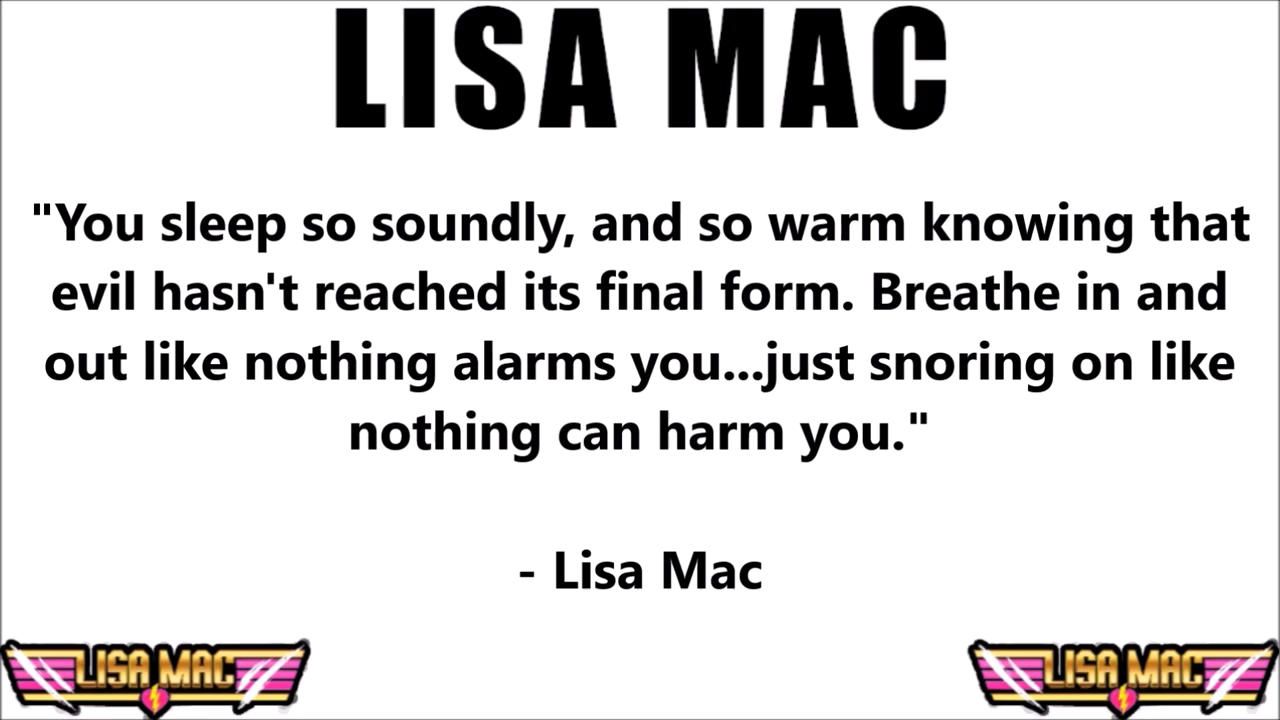 LISA MAC
"You sleep so soundly, and so warm knowing that
evil hasn't reached its final form. Breathe in and
out like nothing alarms you...just snoring on like
nothing can harm you."
- Lisa Mac
LISA MAC
LISA MAC